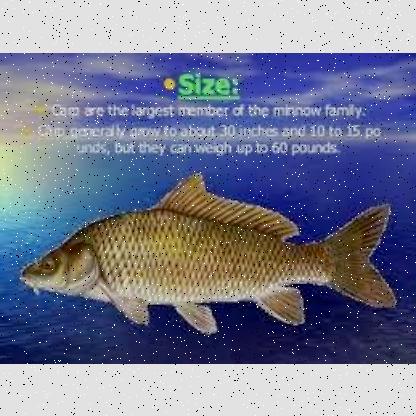 Size:
Carp are the largest member of the minnow family.
Carp generally grow to about 30 inches and 10 to 15 po
unds, but they can weigh up to 60 pounds.